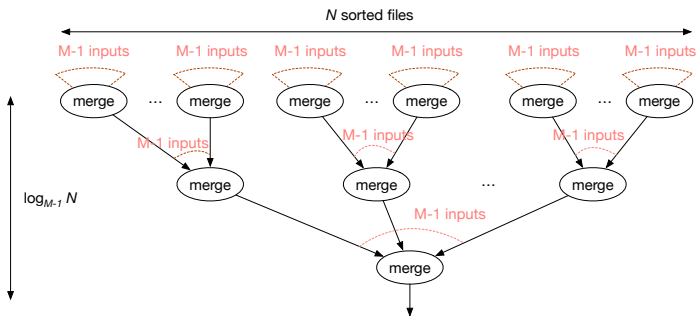 N sorted files
M-1 inputs M-1 inputs M-1 inputs M-1 inputs M-1 inputs M-1 inputs
merge ... merge merge ... merge merge ... merge
M-1 inputs M-1 inputs M-1 inputs
merge merge ... merge
log_{M-1} N
M-1 inputs
merge